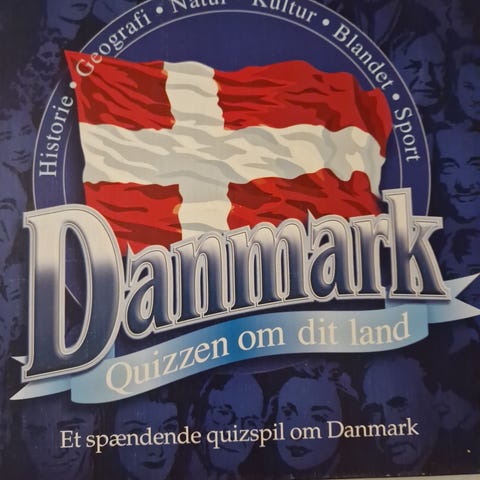 Historie • Geografi • Natur • Kultur • Blandet • Sport
Danmark
Quizzen om dit land
Et spændende quizspil om Danmark